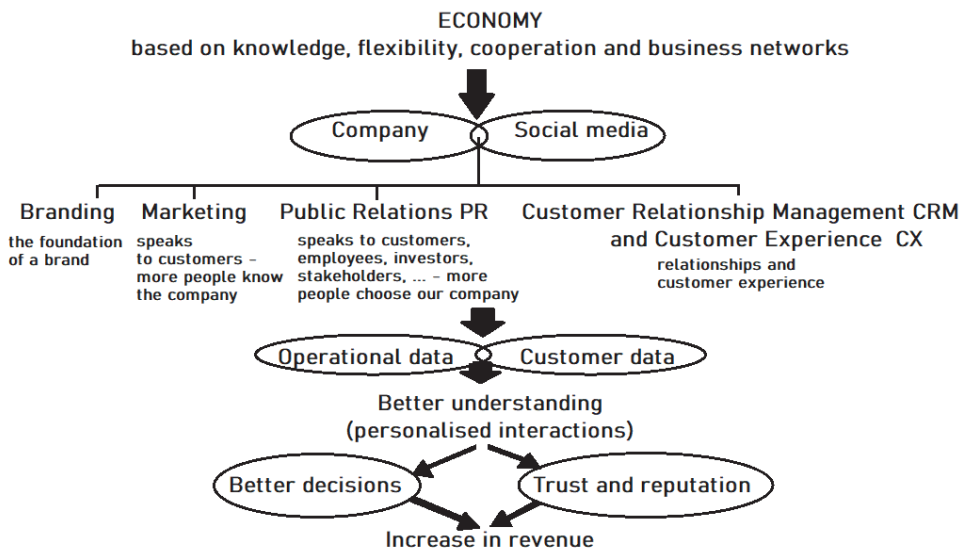 ECONOMY
based on knowledge, flexibility, cooperation and business networks
Company
Social media
Branding
the foundation
of a brand
Marketing
speaks
to customers –
more people know
the company
Public Relations PR
speaks to customers,
employees, investors,
stakeholders, ... – more
people choose our company
Customer Relationship Management CRM
and Customer Experience CX
relationships and
customer experience
Operational data
Customer data
Better understanding
(personalised interactions)
Better decisions
Trust and reputation
Increase in revenue